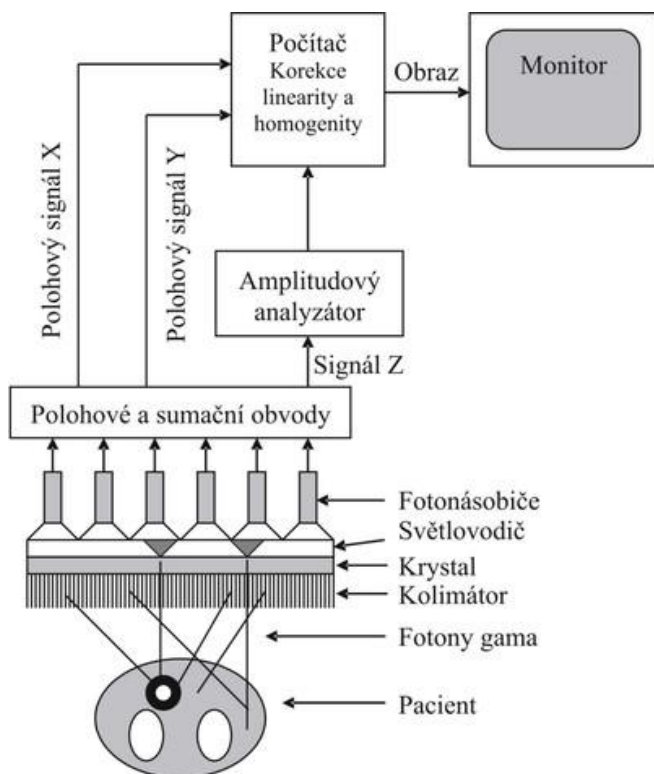 Počítač
Korekce
linearity a
homogenity
Obraz
Monitor
Polohový signál X
Polohový signál Y
Amplitudový
analyzátor
Signál Z
Polohové a sumační obvody
Fotonásobiče
Světlovodič
Krystal
Kolimátor
Fotony gama
Pacient